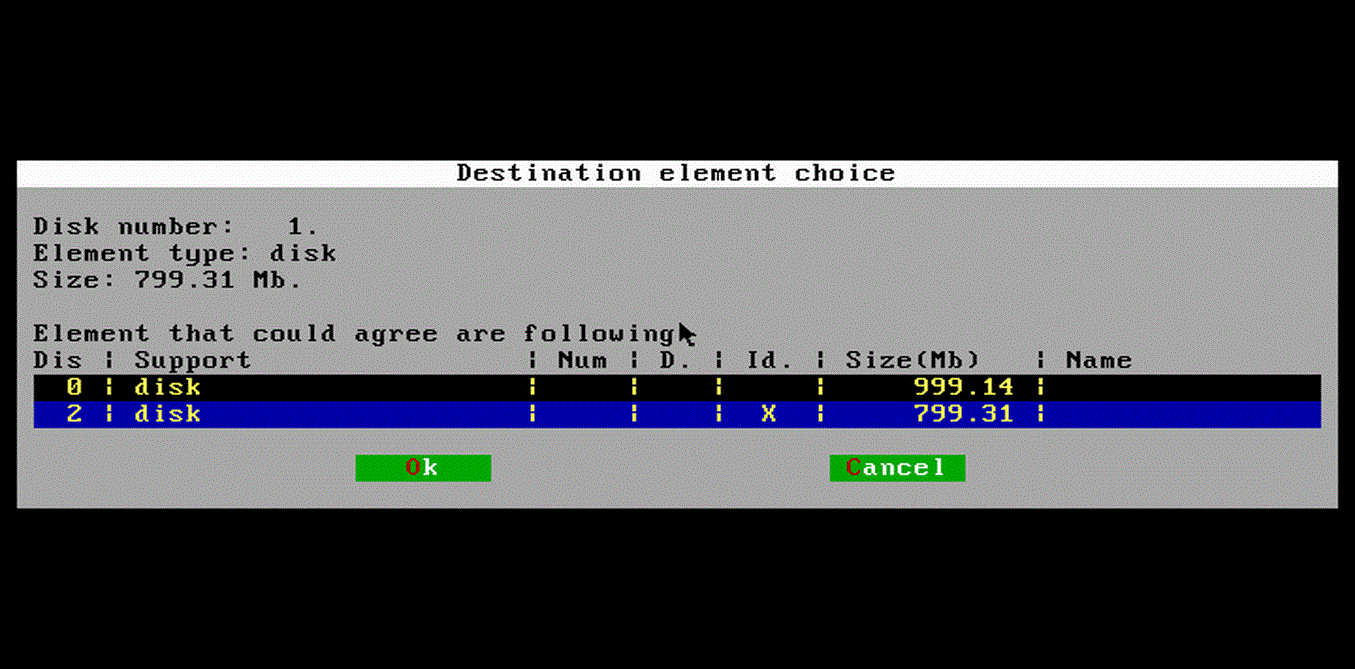 Destination element choice
Disk number:   1.
Element type: disk
Size: 799.31 Mb.
Element that could agree are following
Dis ¦ Support ¦ Num ¦ D. ¦ Id. ¦ Size(Mb) ¦ Name
0 ¦ disk ¦ ¦ ¦ ¦ 999.14 ¦
2 ¦ disk ¦ ¦ ¦ X ¦ 799.31 ¦
Ok Cancel